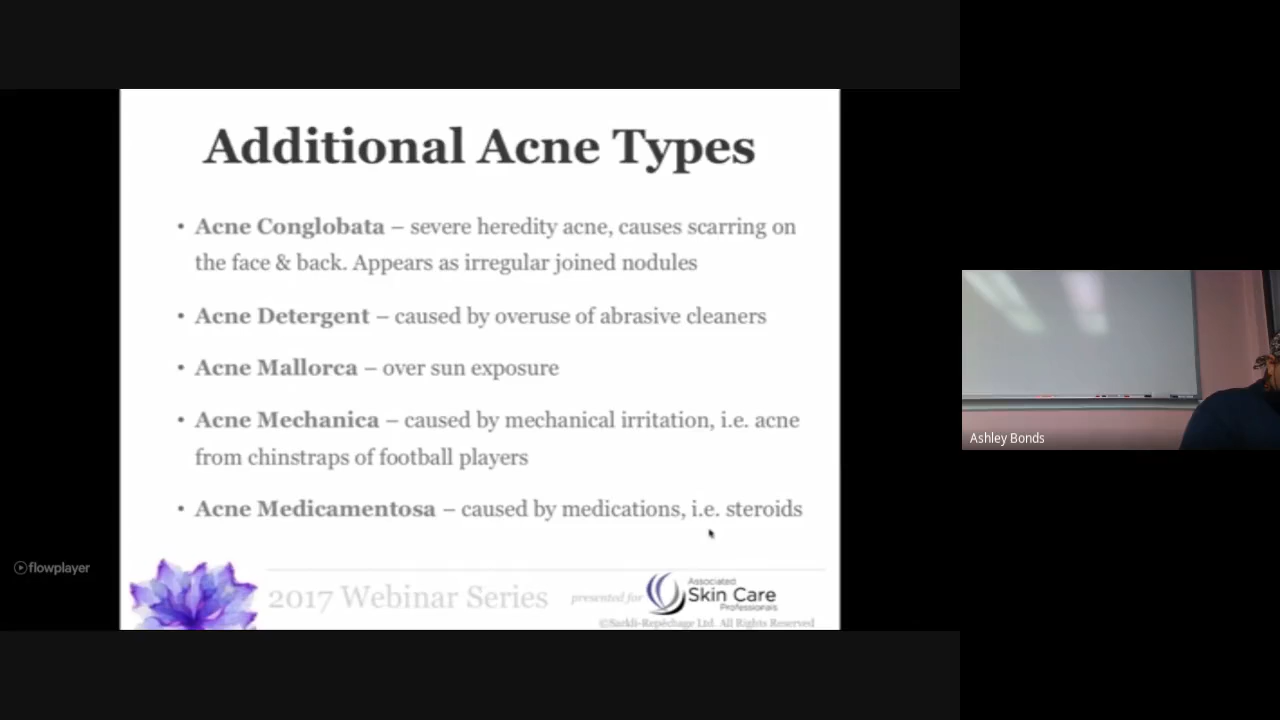 Additional Acne Types
• Acne Conglobata – severe heredity acne, causes scarring on
the face & back. Appears as irregular joined nodules
• Acne Detergent – caused by overuse of abrasive cleaners
• Acne Mallorca – over sun exposure
• Acne Mechanica – caused by mechanical irritation, i.e. acne
from chinstraps of football players
• Acne Medicamentosa – caused by medications, i.e. steroids
Ashley Bonds
flowplayer
2017 Webinar Series
presented for
Associated
Skin Care
Professionals
©Sarkli-Repêchage Ltd. All Rights Reserved